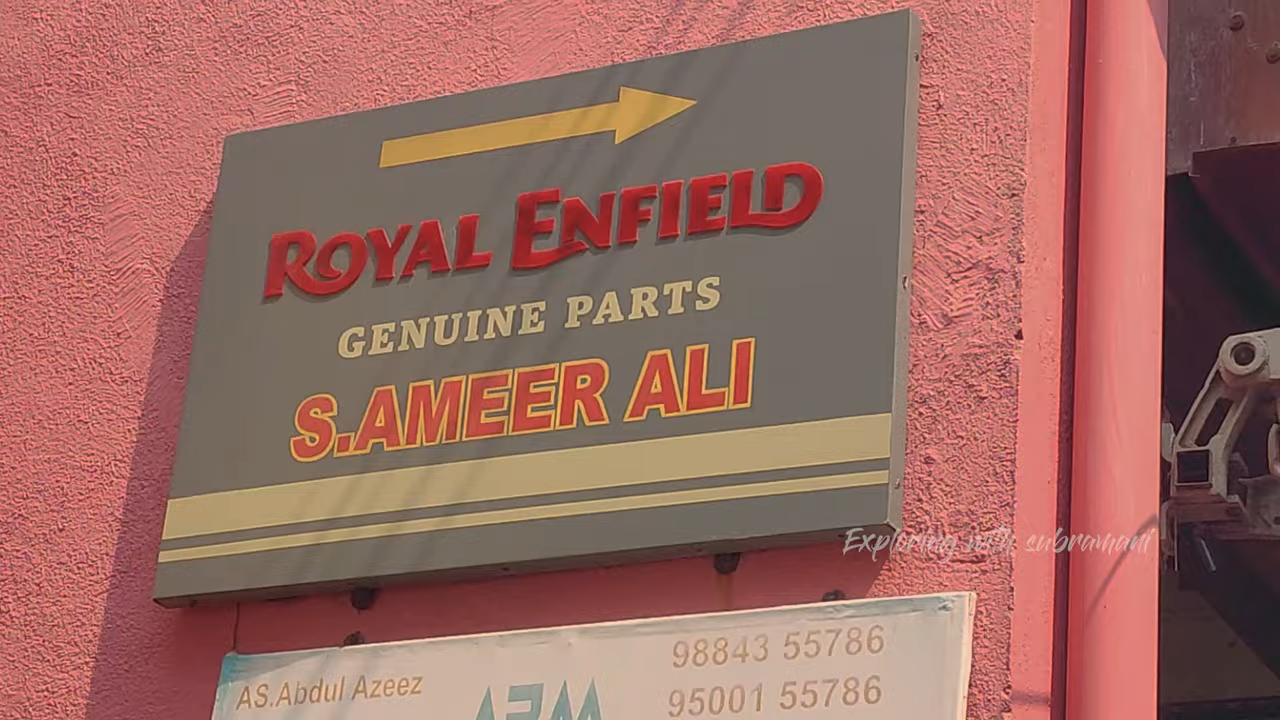 ROYAL ENFIELD
GENUINE PARTS
S.AMEER ALI
Exploring with subramani
98843 55786
AS.Abdul Azeez
95001 55786